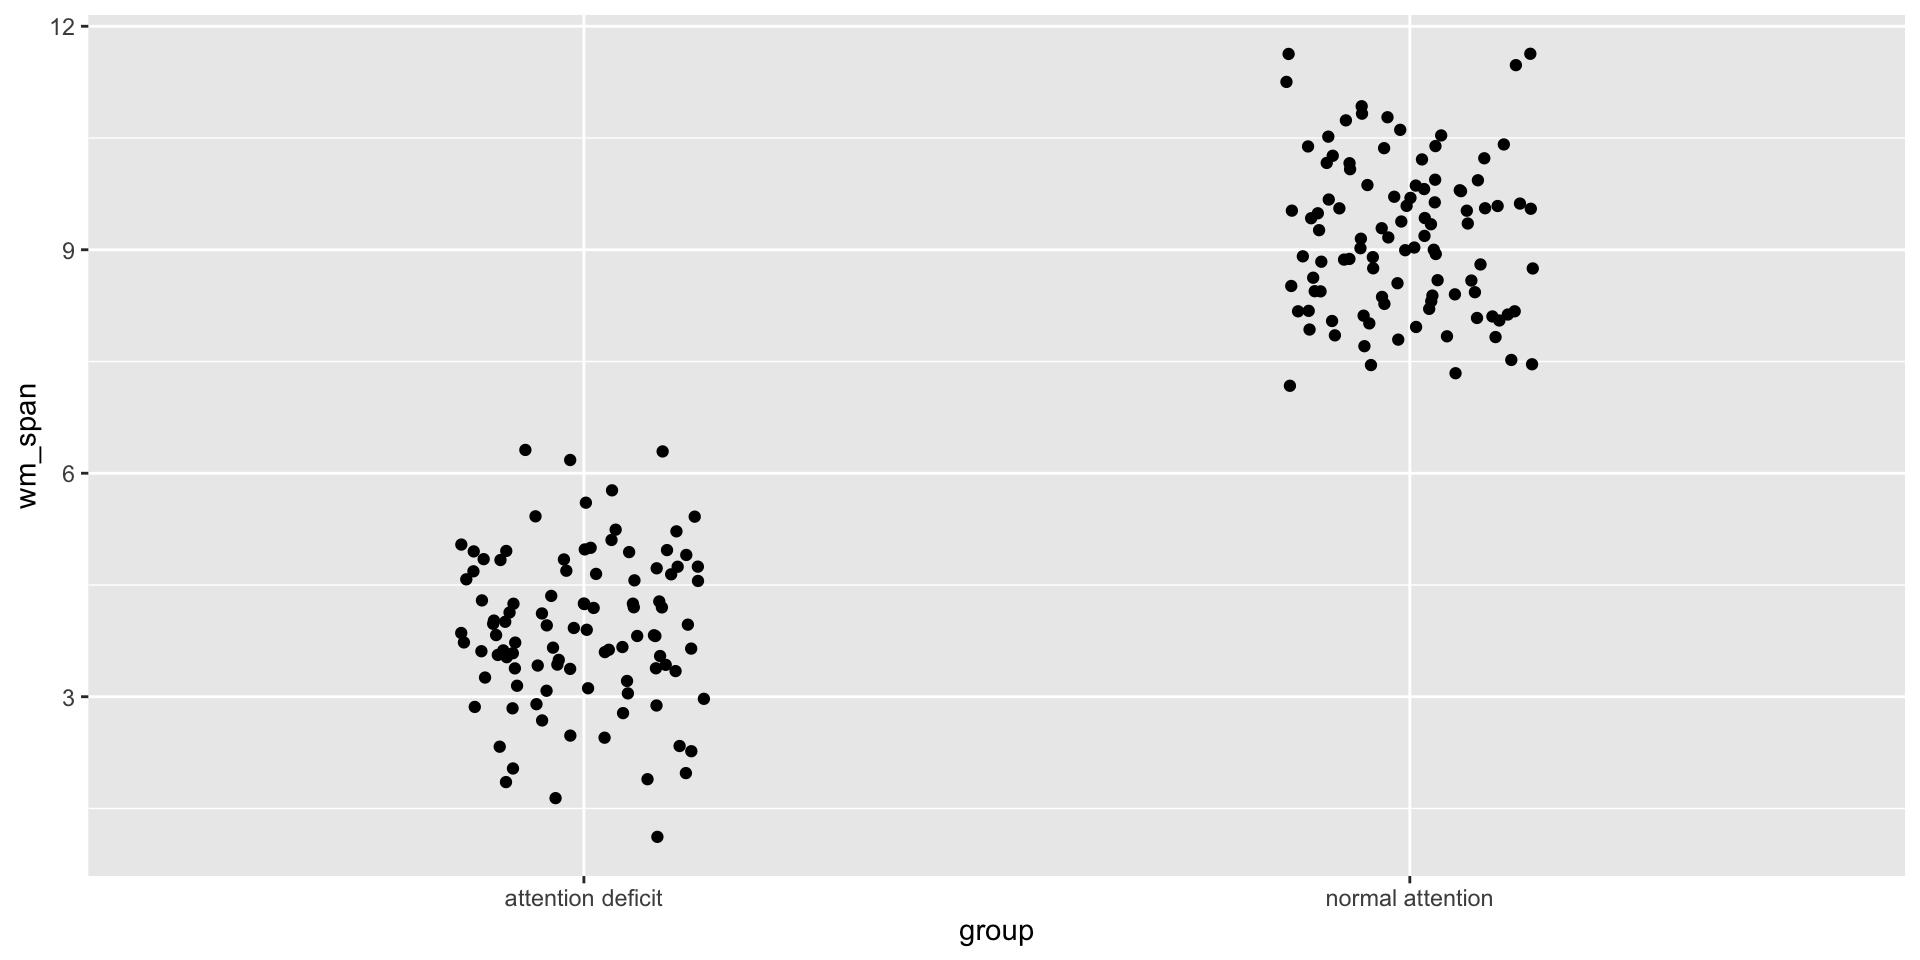 12
9
6
3
wm_span
attention deficit
normal attention
group